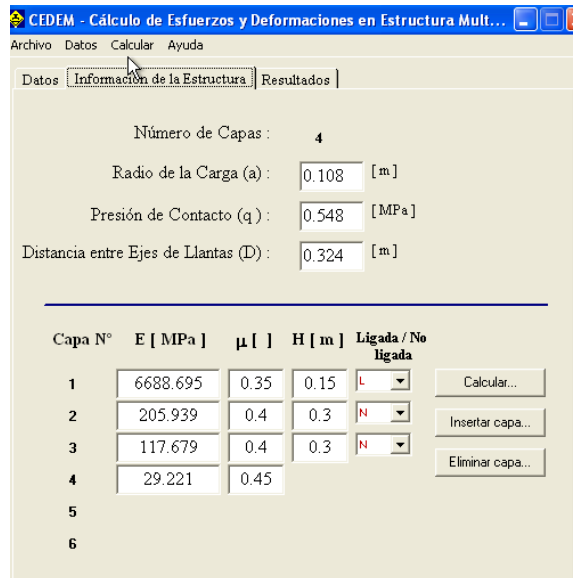 CEDEM - Cálculo de Esfuerzos y Deformaciones en Estructura Mult...
Archivo Datos Calcular Ayuda
Datos Información de la Estructura Resultados
Número de Capas : 4
Radio de la Carga (a) : 0.108 [m]
Presión de Contacto (q ) : 0.548 [MPa]
Distancia entre Ejes de Llantas (D) : 0.324 [m]
Capa N° E [ MPa ] μ [ ] H [ m ] Ligada / No
ligada
1 6688.695 0.35 0.15 L Calcular...
2 205.939 0.4 0.3 N Insertar capa...
3 117.679 0.4 0.3 N Eliminar capa...
4 29.221 0.45
5
6